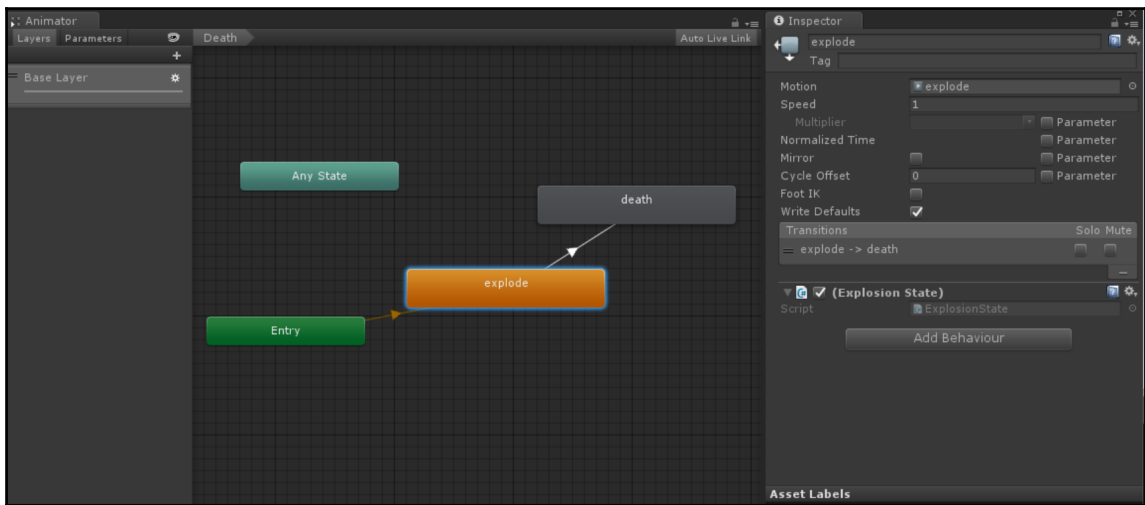 Animator
Layers Parameters
Death
Auto Live Link
+
Base Layer
Any State
death
explode
Entry
Inspector
explode
Tag
Motion explode
Speed 1
Multiplier Parameter
Normalized Time Parameter
Mirror Parameter
Cycle Offset 0 Parameter
Foot IK
Write Defaults
Transitions Solo Mute
explode -> death
(Explosion State)
Script ExplosionState
Add Behaviour
Asset Labels